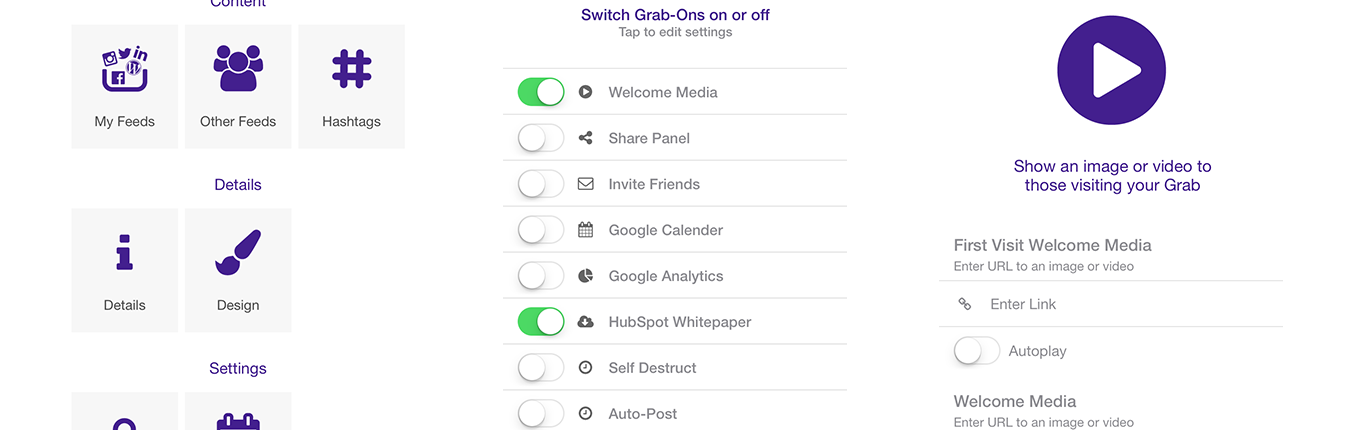 Content
My Feeds
Other Feeds
Hashtags
Details
Details
Design
Settings
Switch Grab-Ons on or off
Tap to edit settings
Welcome Media
Share Panel
Invite Friends
Google Calender
Google Analytics
HubSpot Whitepaper
Self Destruct
Auto-Post
Show an image or video to
those visiting your Grab
First Visit Welcome Media
Enter URL to an image or video
Enter Link
Autoplay
Welcome Media
Enter URL to an image or video